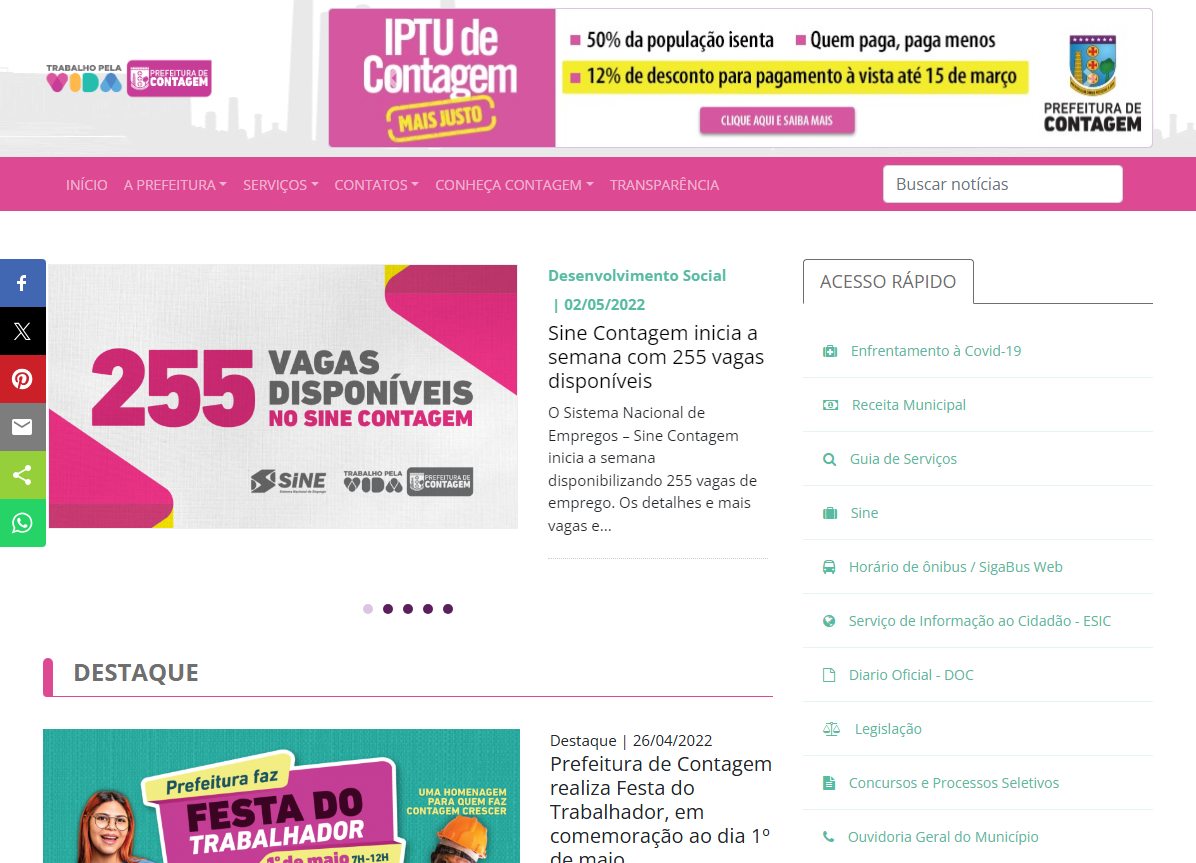 TRABALHO PELA
VIDA
PREFEITURA DE
CONTAGEM
IPTU de
Contagem
MAIS JUSTO
50% da população isenta
Quem paga, paga menos
12% de desconto para pagamento à vista até 15 de março
CLIQUE AQUI E SAIBA MAIS
PREFEITURA DE
CONTAGEM
INÍCIO
A PREFEITURA
SERVIÇOS
CONTATOS
CONHEÇA CONTAGEM
TRANSPARÊNCIA
Buscar notícias
255
VAGAS
DISPONÍVEIS
NO SINE CONTAGEM
SINE
Sistema Nacional de Emprego
TRABALHO PELA
VIDA
PREFEITURA DE
CONTAGEM
Desenvolvimento Social
| 02/05/2022
Sine Contagem inicia a
semana com 255 vagas
disponíveis
O Sistema Nacional de
Empregos – Sine Contagem
inicia a semana
disponibilizando 255 vagas de
emprego. Os detalhes e mais
vagas e...
ACESSO RÁPIDO
Enfrentamento à Covid-19
Receita Municipal
Guia de Serviços
Sine
Horário de ônibus / SigaBus Web
Serviço de Informação ao Cidadão - ESIC
Diario Oficial - DOC
Legislação
Concursos e Processos Seletivos
Ouvidoria Geral do Município
DESTAQUE
Prefeitura faz
FESTA DO
TRABALHADOR
1º de maio 7H-12H
UMA HOMENAGEM
PARA QUEM FAZ
CONTAGEM CRESCER
Destaque | 26/04/2022
Prefeitura de Contagem
realiza Festa do
Trabalhador, em
comemoração ao dia 1º
de maio